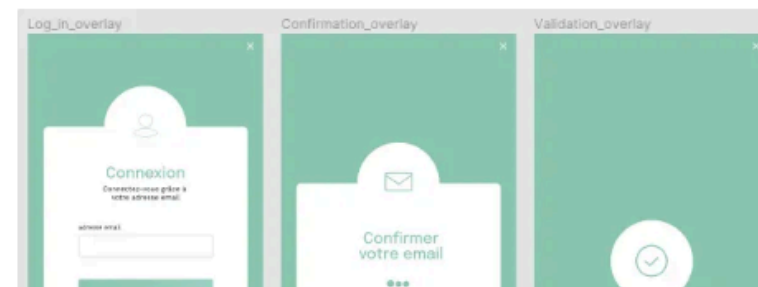 Log_in_overlay
Confirmation_overlay
Validation_overlay
Connexion
Connectez-vous grâce à
votre adresse email
adresse email
Confirmer
votre email